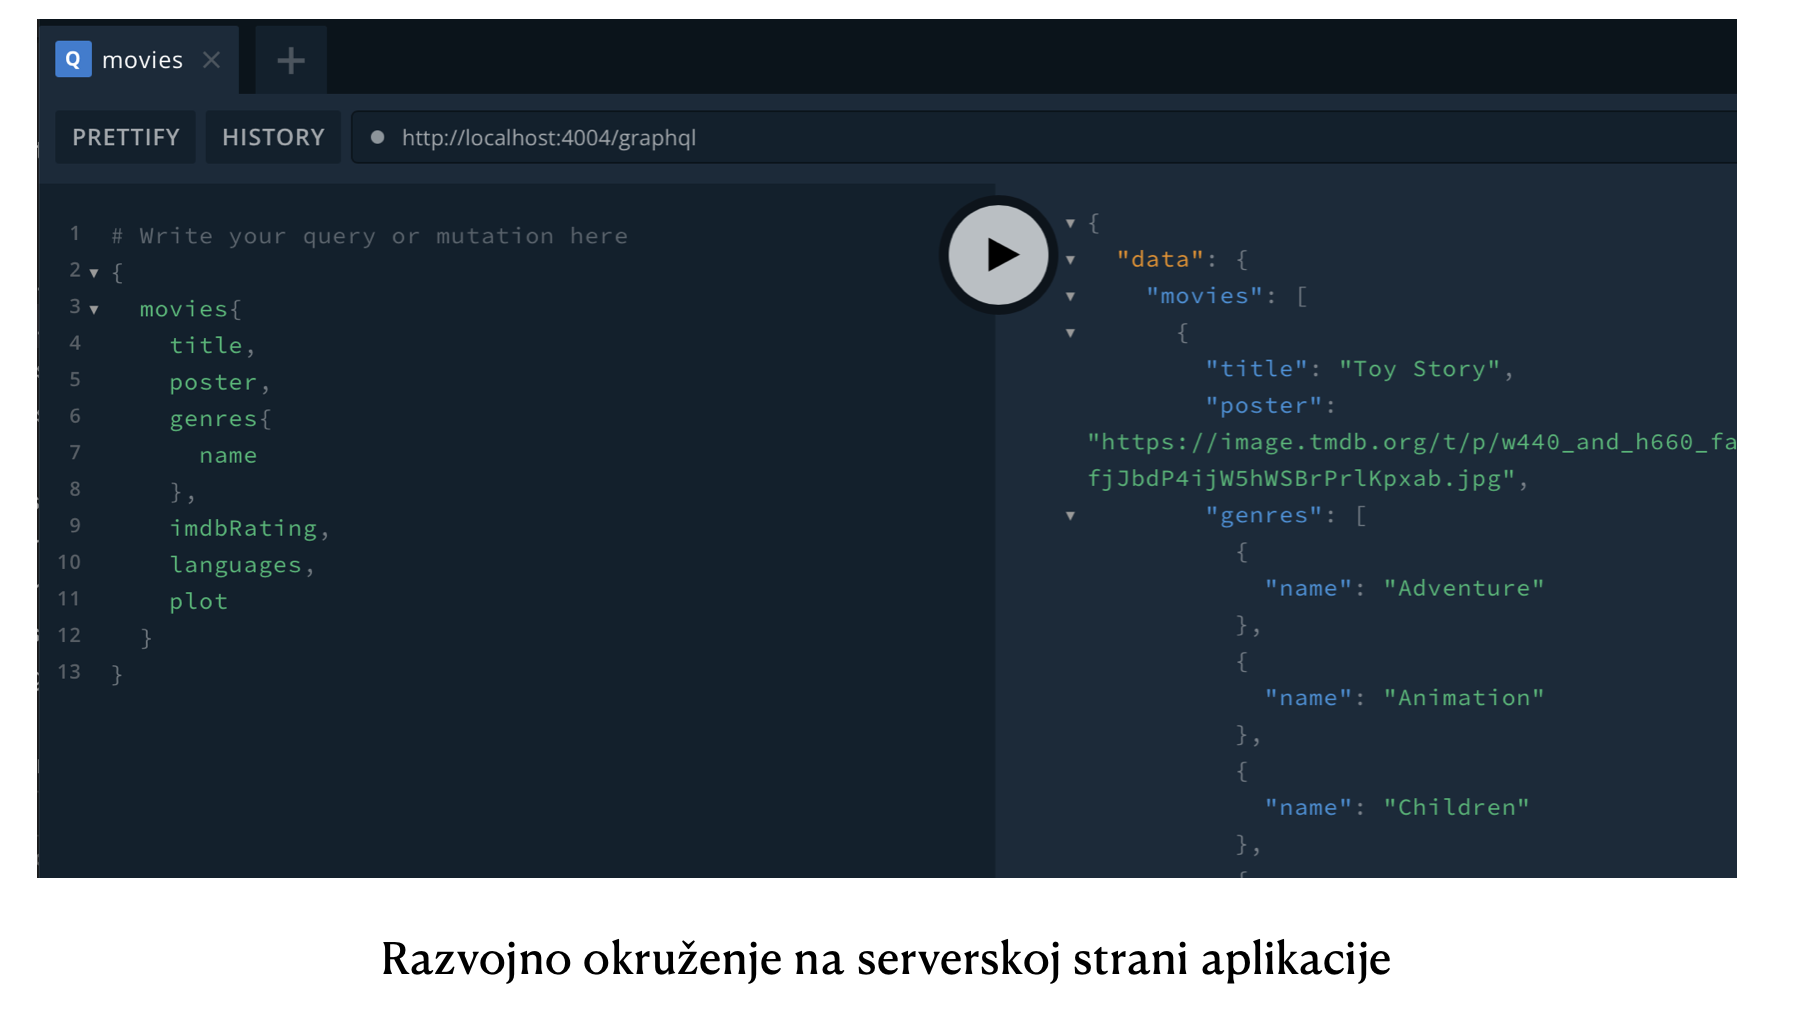 Q movies
PRETTIFY HISTORY http://localhost:4004/graphql
1 # Write your query or mutation here
2 {
3 movies{
4 title,
5 poster,
6 genres{
7 name
8 },
9 imdbRating,
10 languages,
11 plot
12 }
13 }
{
"data": {
"movies": [
{
"title": "Toy Story",
"poster":
"https://image.tmdb.org/t/p/w440_and_h660_fa
fjJbdP4ijW5hWSBrPrlKpxab.jpg",
"genres": [
{
"name": "Adventure"
},
{
"name": "Animation"
},
{
"name": "Children"
},
Razvojno okruženje na serverskoj strani aplikacije